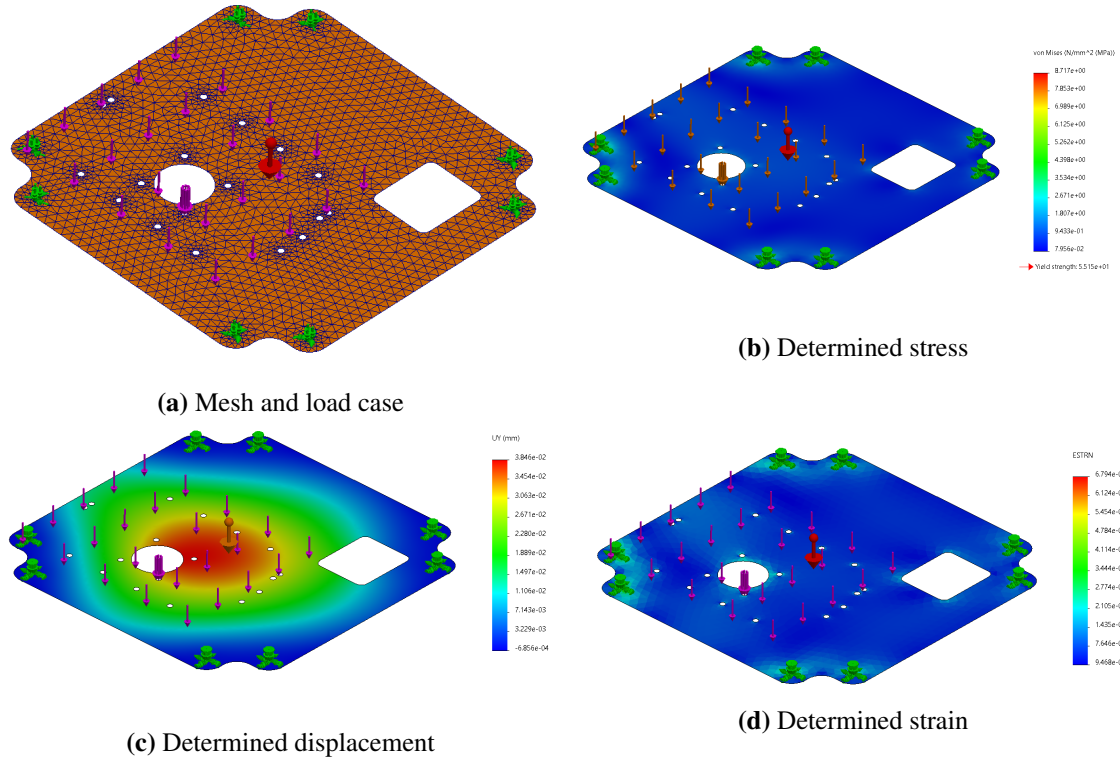 von Mises (N/mm^2 (MPa))
8.717e+00
7.853e+00
6.989e+00
6.125e+00
5.262e+00
4.398e+00
3.534e+00
2.671e+00
1.807e+00
9.433e-01
7.956e-02
Yield strength: 5.515e+01
(b) Determined stress
(a) Mesh and load case
UY (mm)
3.846e-02
3.454e-02
3.063e-02
2.671e-02
2.280e-02
1.889e-02
1.497e-02
1.106e-02
7.143e-03
3.229e-03
-6.856e-04
ESTRN
6.794e-0
6.124e-0
5.454e-0
4.784e-0
4.114e-0
3.444e-0
2.775e-0
2.105e-0
1.435e-0
7.646e-0
9.468e-0
(d) Determined strain
(c) Determined displacement